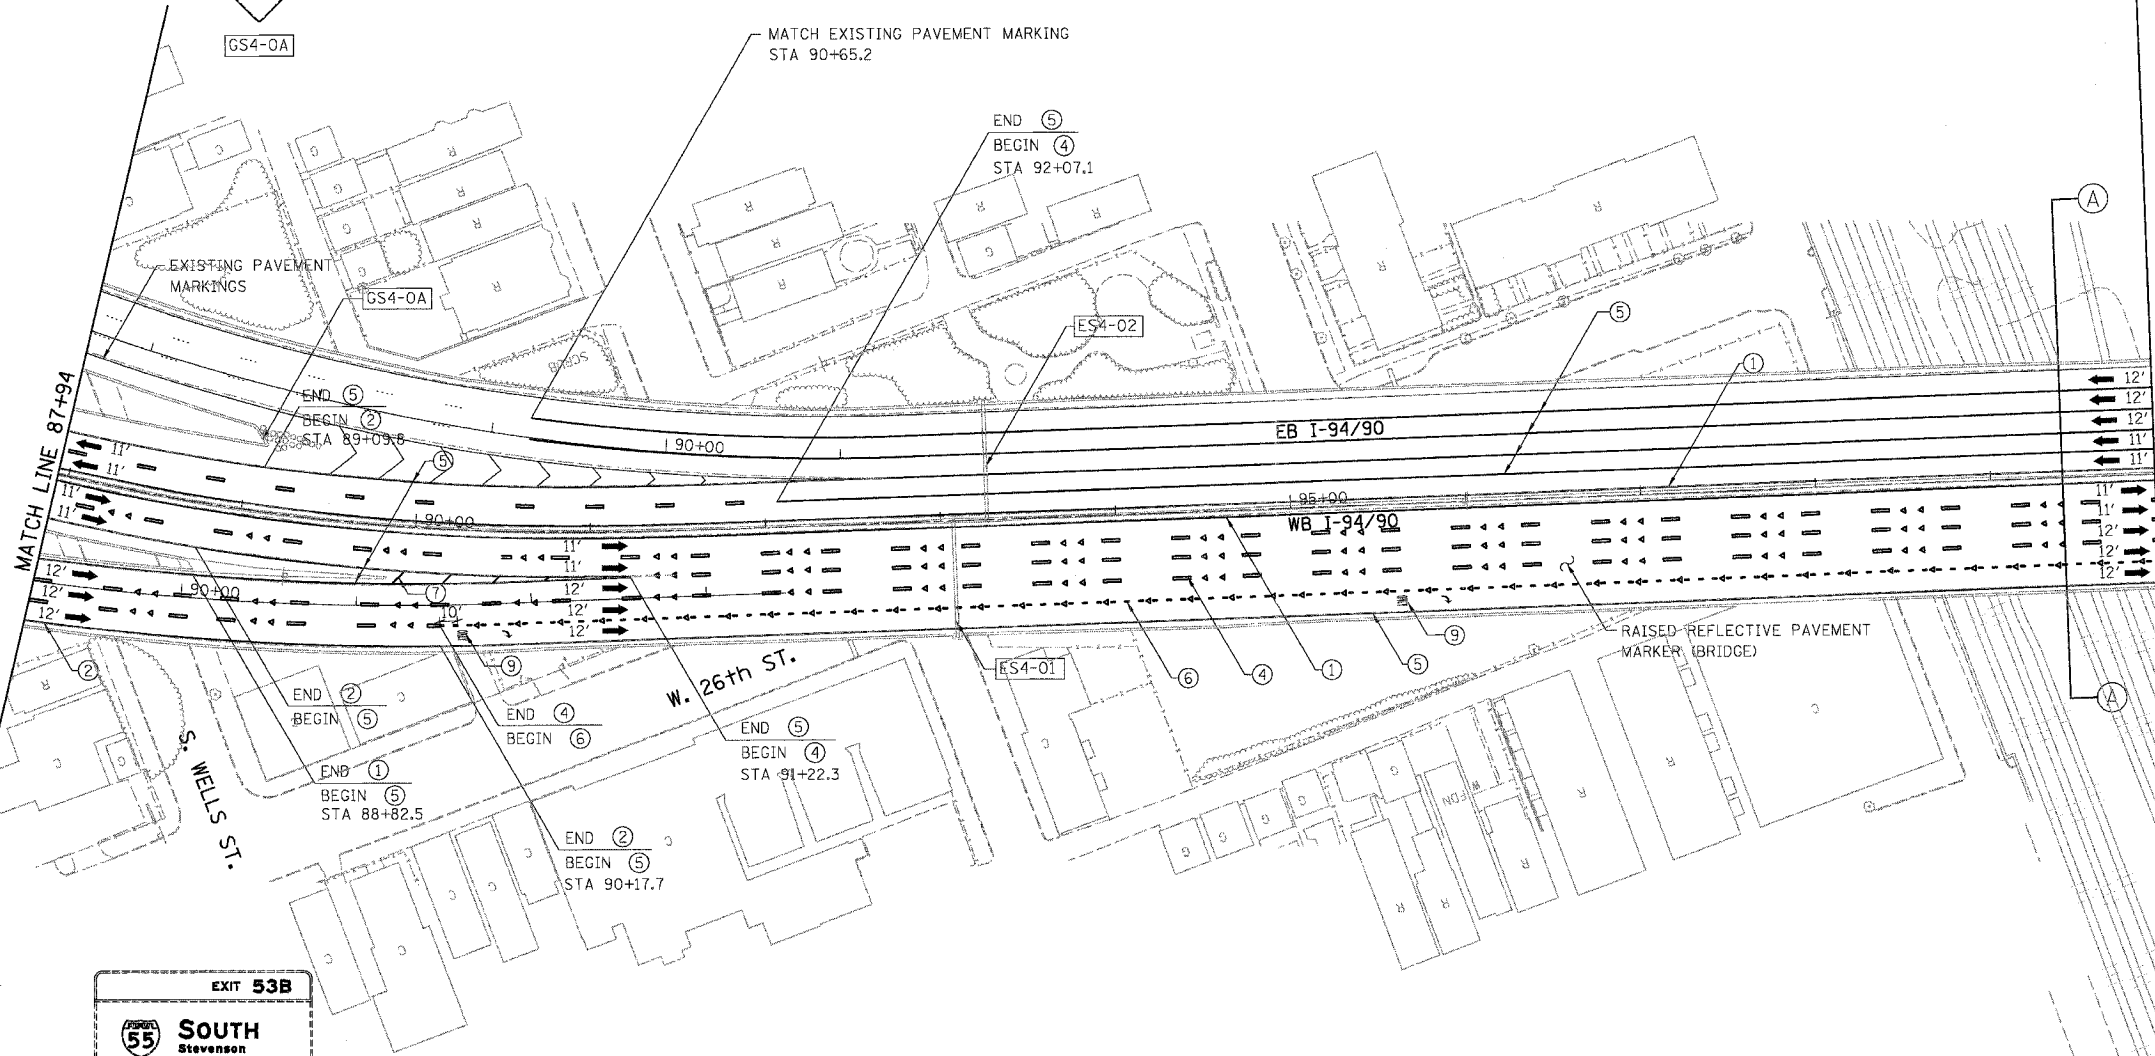 GS4-0A
MATCH EXISTING PAVEMENT MARKING
STA 90+65.2
END 5
BEGIN 4
STA 92+07.1
A
EXISTING PAVEMENT
MARKINGS
GS4-0A
ES4-02
5
1
MATCH LINE 87+94
END 5
BEGIN 2
STA 89+09.8
SCRUB
5
90+00
EB I-94/90
12'
12'
12'
11'
11'
11'
11'
11'
11'
90+00
95+00
WB I-94/90
11'
11'
12'
12'
12'
11'
11'
12'
12'
12'
12'
12'
12'
90+00
7
10'
2
9
6
4
1
5
9
RAISED REFLECTIVE PAVEMENT
MARKER (BRIDGE)
ES4-01
A
W. 26th ST.
S. WELLS ST.
END 2
BEGIN 5
END 4
BEGIN 6
END 5
BEGIN 4
STA 91+22.3
END 1
BEGIN 5
STA 88+82.5
END 2
BEGIN 5
STA 90+17.7
W FDN
EXIT 53B
55 SOUTH
Stevenson